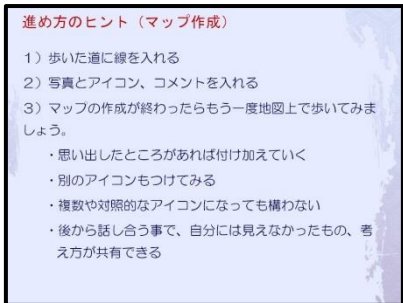 進め方のヒント（マップ作成）
1）歩いた道に線を入れる
2）写真とアイコン、コメントを入れる
3）マップの作成が終わったらもう一度地図上で歩いてみま
しょう。
・思い出したところがあれば付け加えていく
・別のアイコンもつけてみる
・複数や対照的なアイコンになっても構わない
・後から話し合う事で、自分には見えなかったもの、考
え方が共有できる